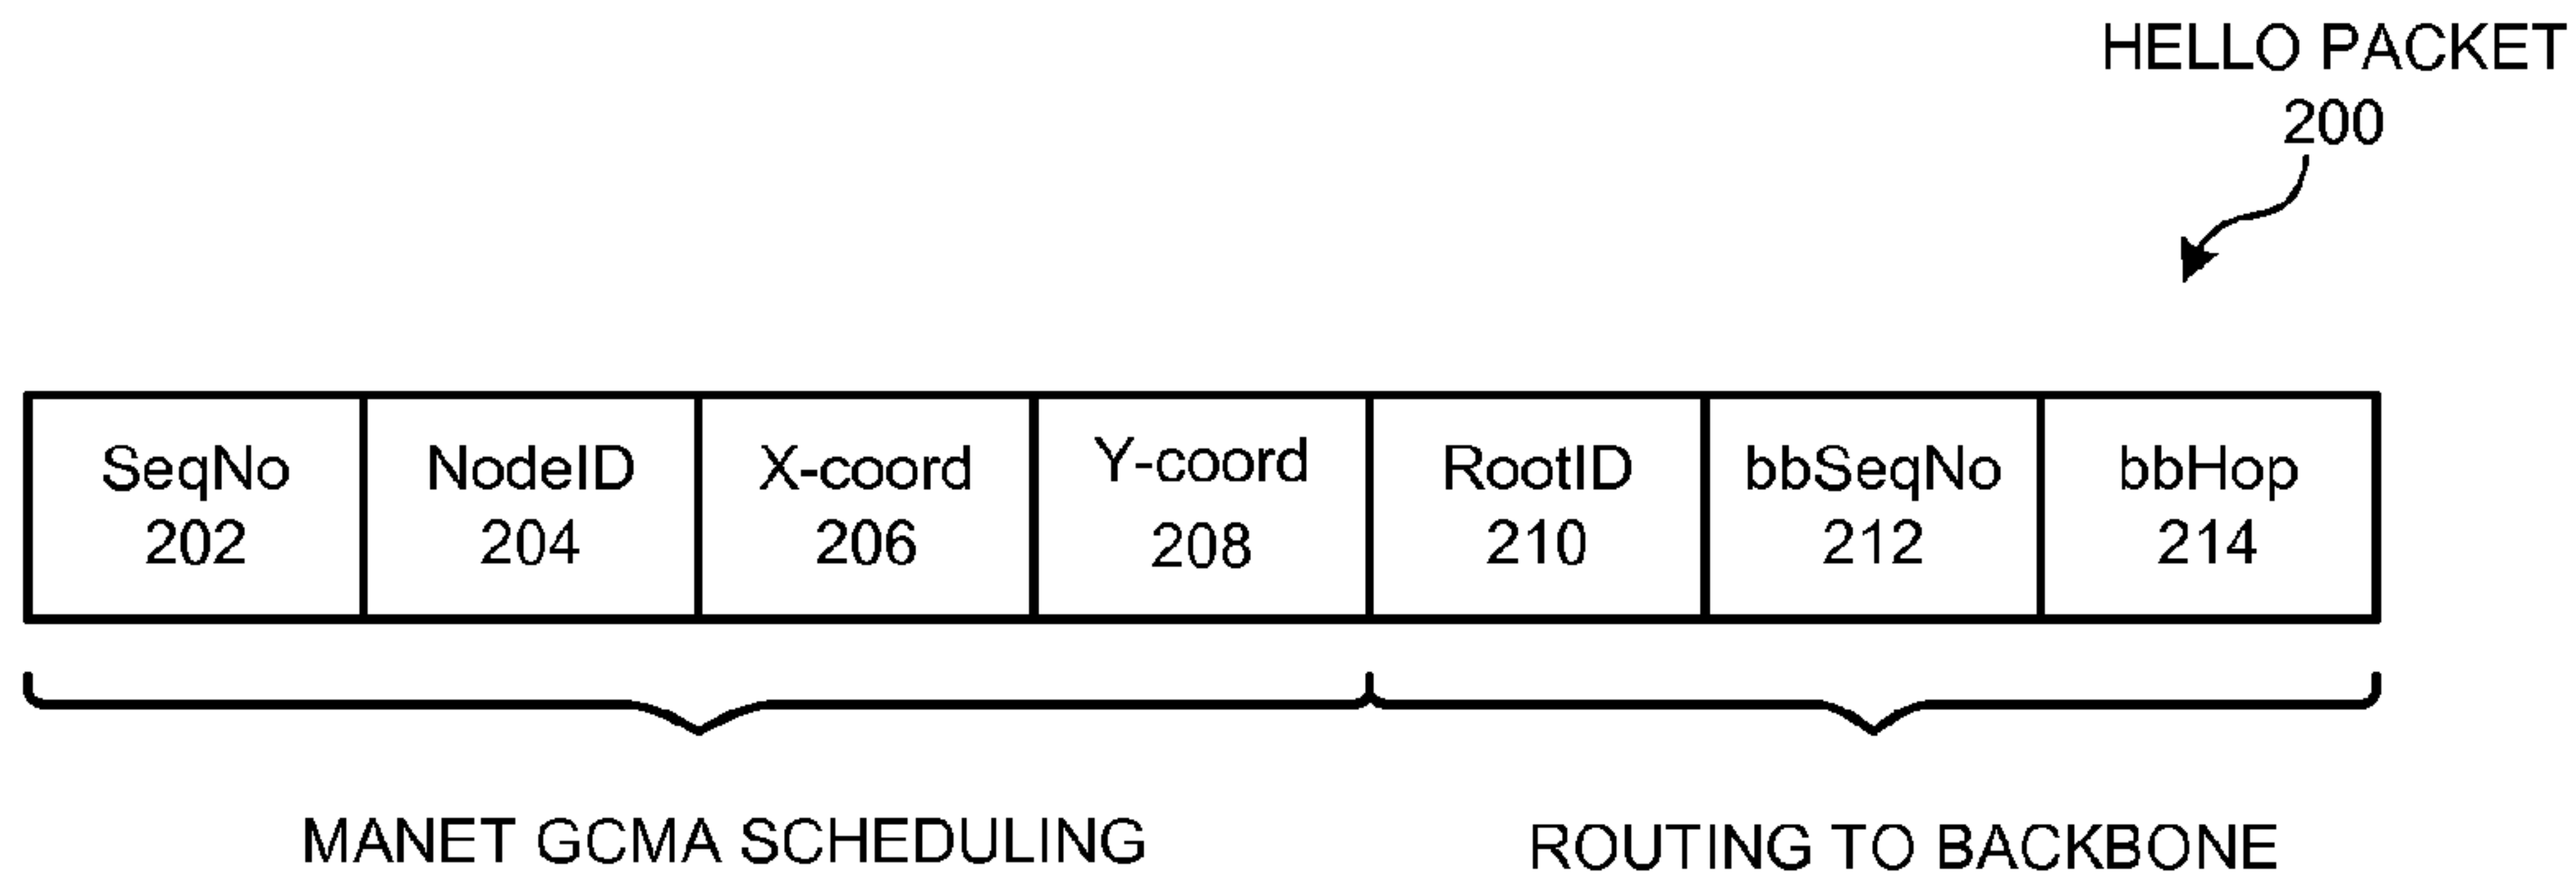 HELLO PACKET
200
SeqNo
202
NodeID
204
X-coord
206
Y-coord
208
RootID
210
bbSeqNo
212
bbHop
214
MANET GCMA SCHEDULING
ROUTING TO BACKBONE